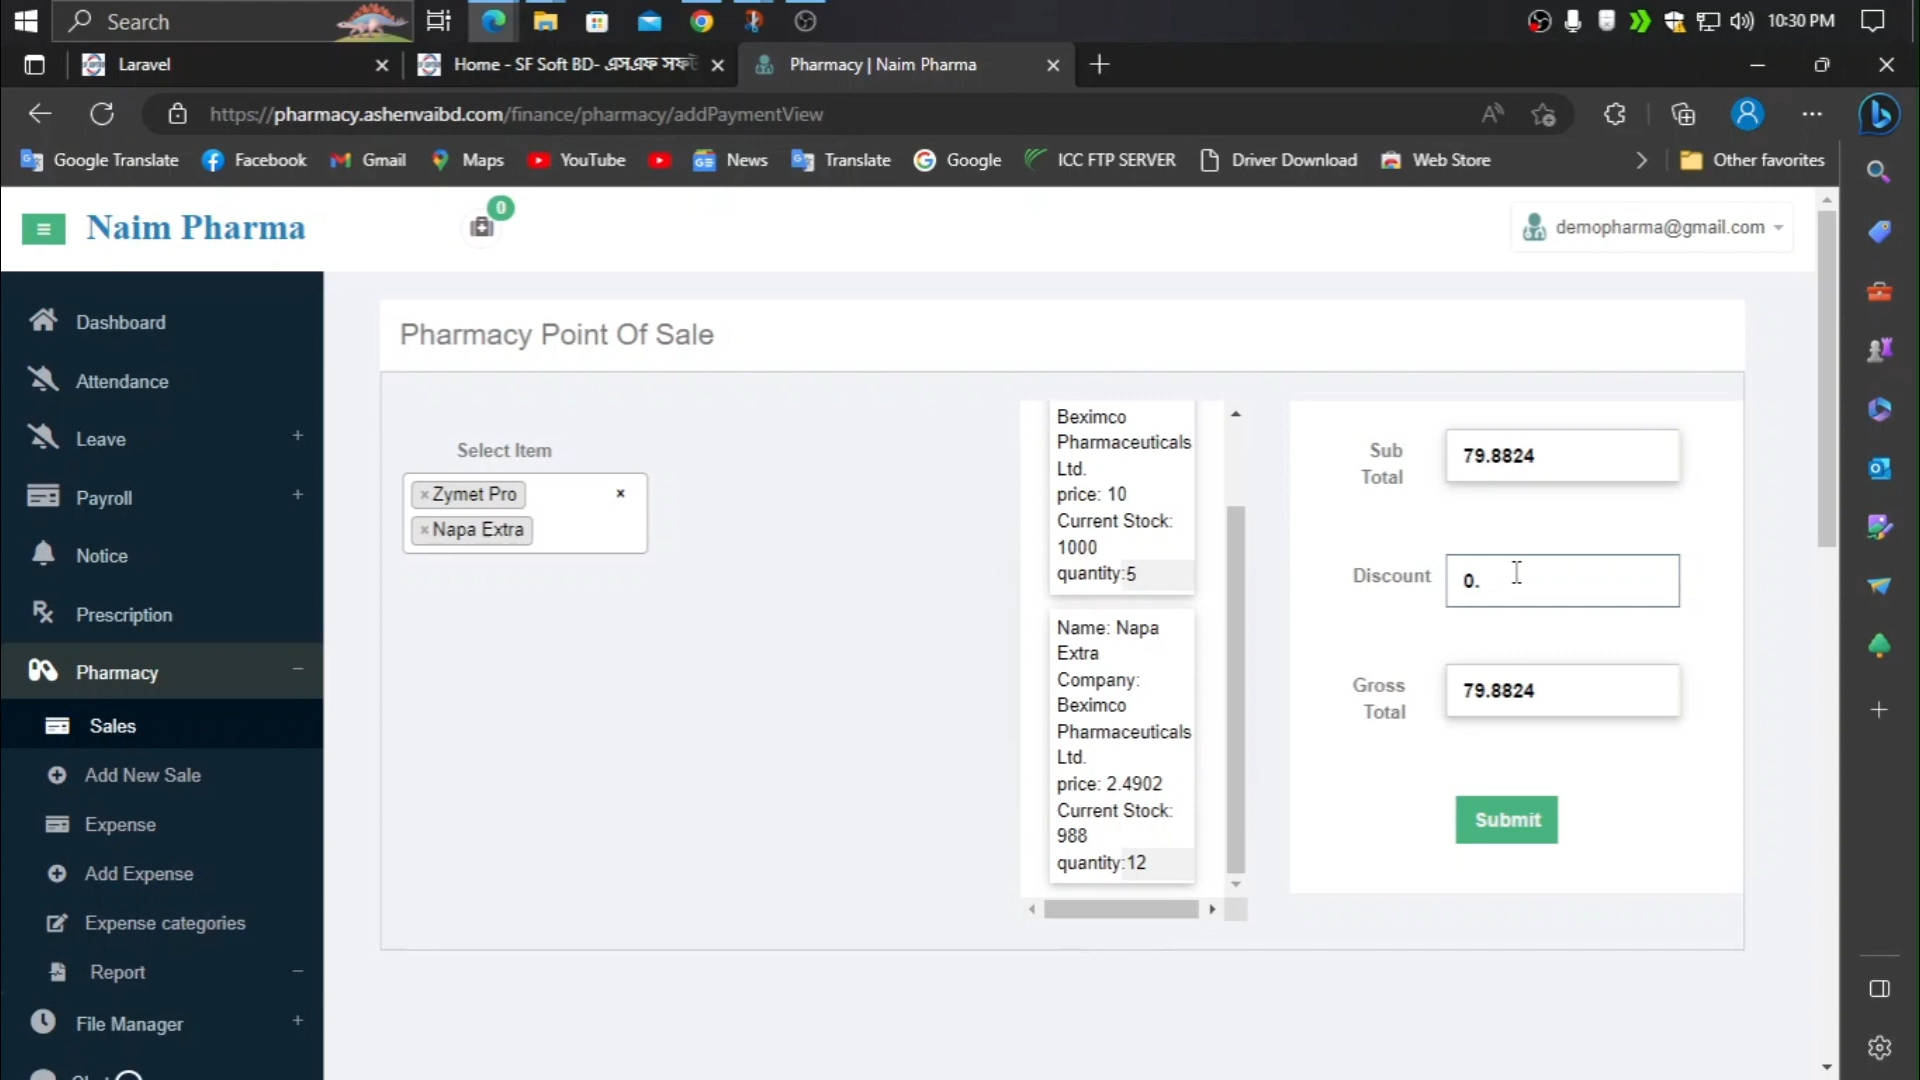 Search
10:30 PM
Laravel
Home - SF Soft BD- এসএফ সফট
Pharmacy | Naim Pharma
https://pharmacy.ashenvaibd.com/finance/pharmacy/addPaymentView
Google Translate
Facebook
Gmail
Maps
YouTube
News
Translate
Google
ICC FTP SERVER
Driver Download
Web Store
Other favorites
Naim Pharma
0
demopharma@gmail.com
Dashboard
Attendance
Leave
Payroll
Notice
Prescription
Pharmacy
Sales
Add New Sale
Expense
Add Expense
Expense categories
Report
File Manager
Pharmacy Point Of Sale
Select Item
×Zymet Pro
×Napa Extra
×
Beximco
Pharmaceuticals
Ltd.
price: 10
Current Stock:
1000
quantity:5
Name: Napa
Extra
Company:
Beximco
Pharmaceuticals
Ltd.
price: 2.4902
Current Stock:
988
quantity:12
Sub
Total
79.8824
Discount
0.
Gross
Total
79.8824
Submit